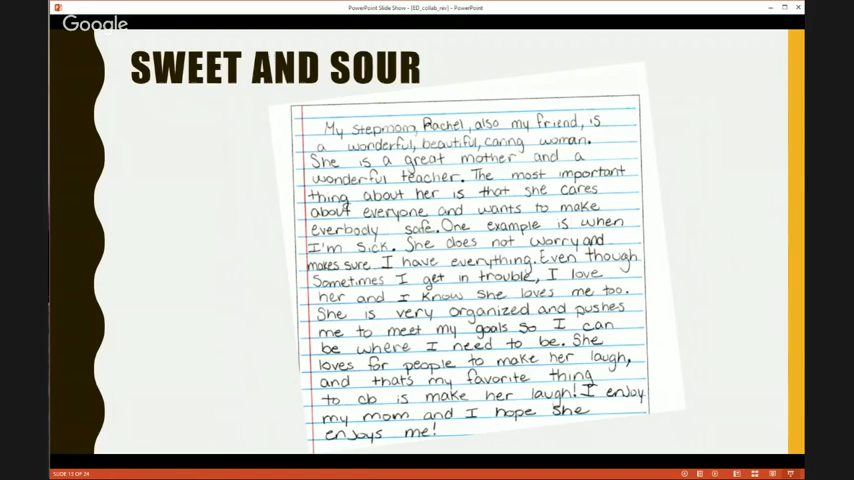 PowerPoint Slide Show - [ED_collab_rev] - PowerPoint
Google
SWEET AND SOUR
My stepmom, Rachel, also my friend, is
a wonderful, beautiful, caring woman.
She is a great mother and a
wonderful teacher. The most important
thing about her is that she cares
about everyone and wants to make
everbody safe. One example is when
I'm sick. She does not worry and
makes sure I have everything. Even though
Sometimes I get in trouble, I love
her and I know she loves me too.
She is very organized and pushes
me to meet my goals so I can
be where I need to be. She
loves for people to make her laugh,
and thats my favorite thing
to do is make her laugh! I enjoy
my mom and I hope she
enjoys me!
SLIDE 13 OF 24